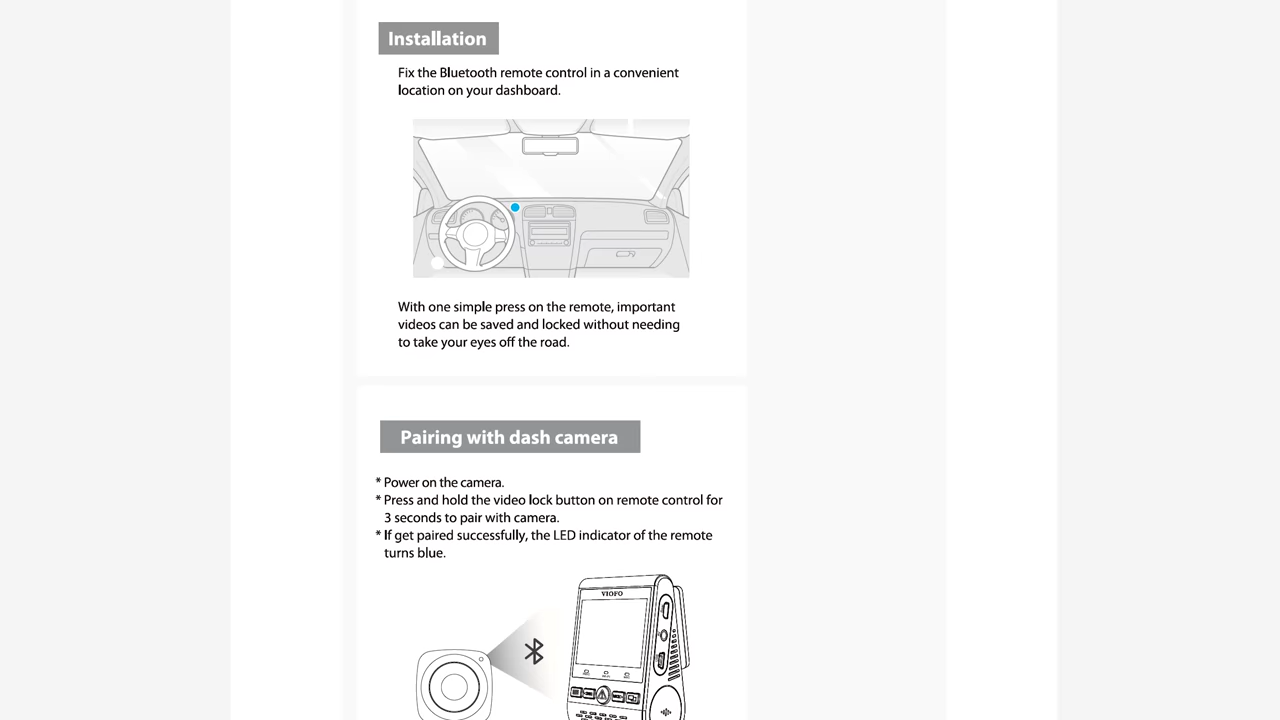 Installation
Fix the Bluetooth remote control in a convenient
location on your dashboard.
With one simple press on the remote, important
videos can be saved and locked without needing
to take your eyes off the road.
Pairing with dash camera
* Power on the camera.
* Press and hold the video lock button on remote control for
3 seconds to pair with camera.
* If get paired successfully, the LED indicator of the remote
turns blue.
VIOFO